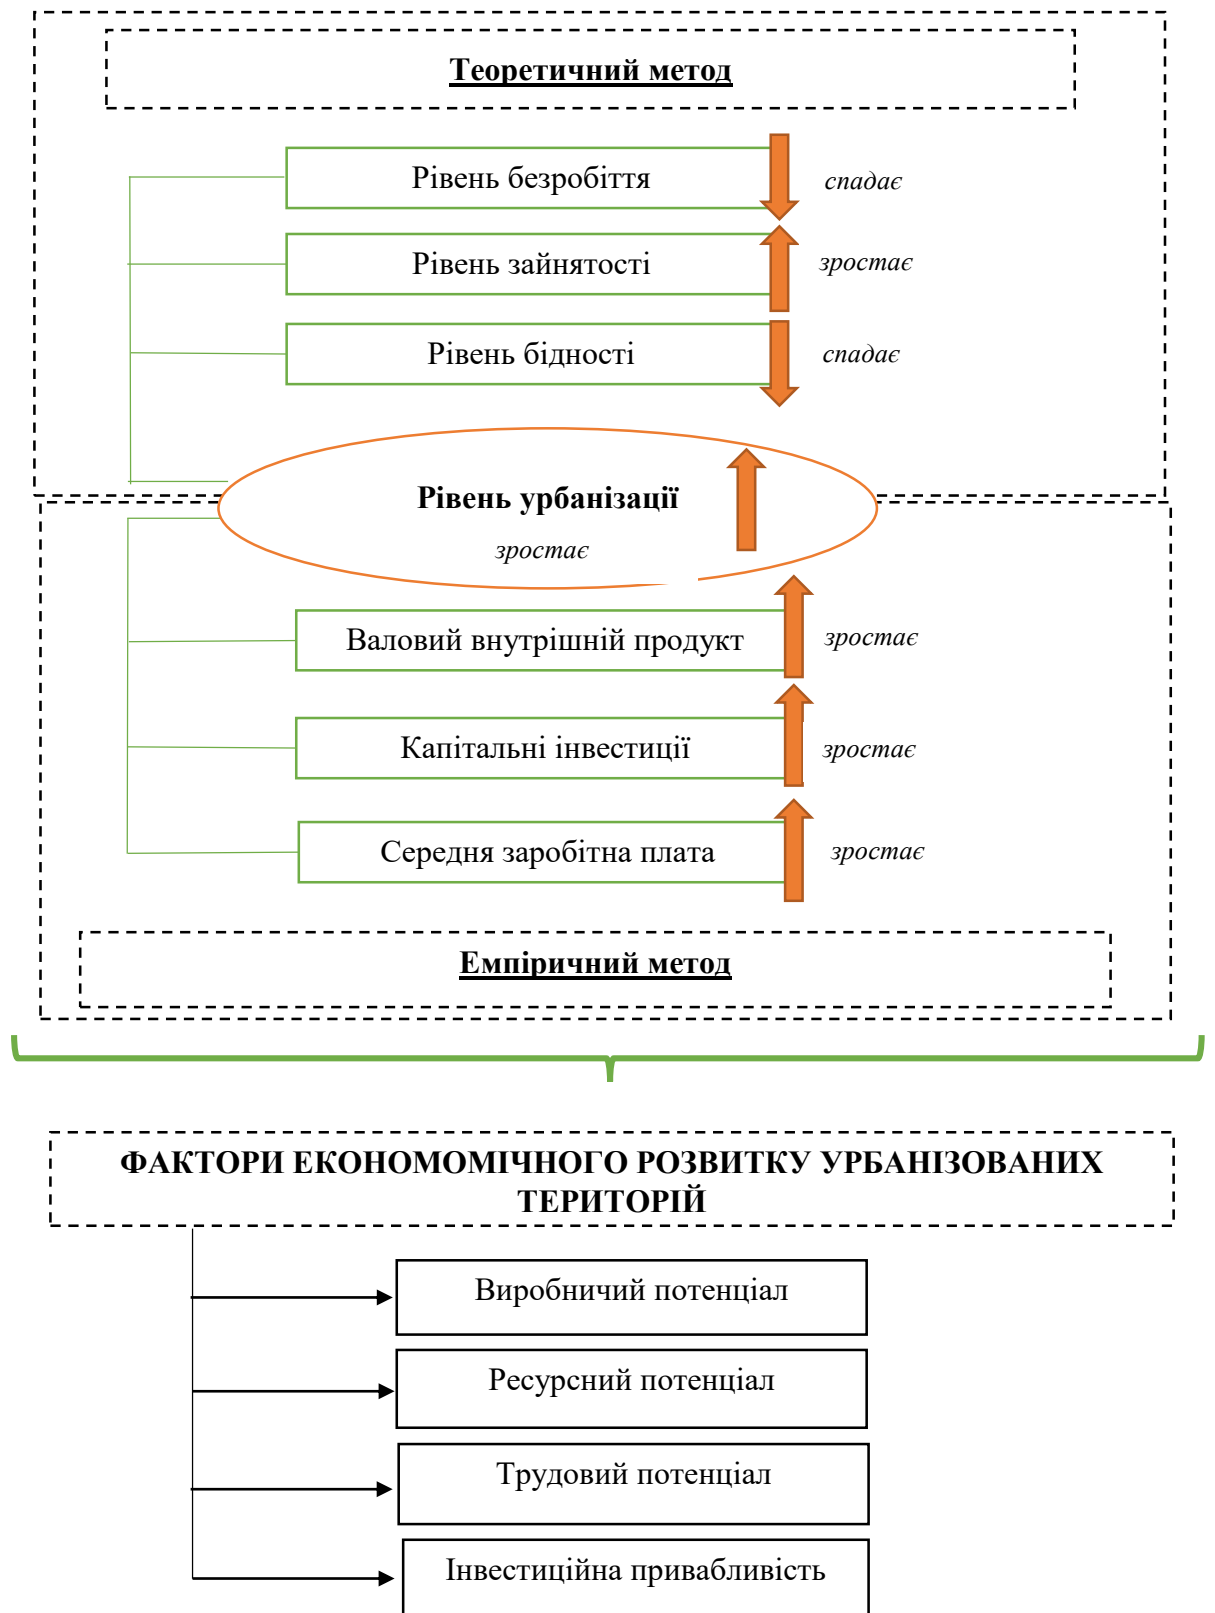 Теоретичний метод
Рівень безробіття
спадає
Рівень зайнятості
зростає
Рівень бідності
спадає
Рівень урбанізації
зростає
Валовий внутрішній продукт
зростає
Капітальні інвестиції
зростає
Середня заробітна плата
зростає
Емпіричний метод
ФАКТОРИ ЕКОНОМОМІЧНОГО РОЗВИТКУ УРБАНІЗОВАНИХ
ТЕРИТОРІЙ
Виробничий потенціал
Ресурсний потенціал
Трудовий потенціал
Інвестиційна привабливість